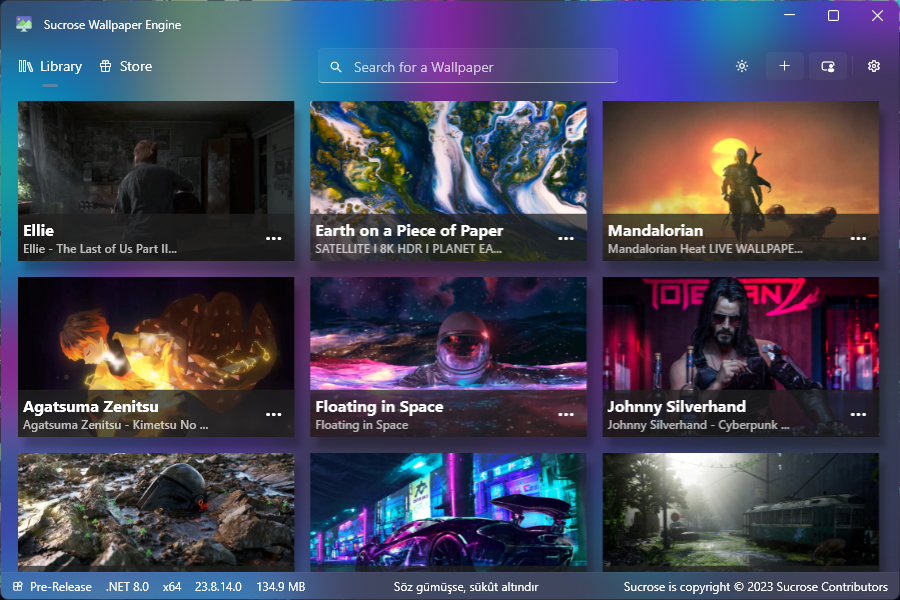 Sucrose Wallpaper Engine
Library
Store
Search for a Wallpaper
Ellie
Ellie - The Last of Us Part II...
Earth on a Piece of Paper
SATELLITE I 8K HDR I PLANET EA...
Mandalorian
Mandalorian Heat LIVE WALLPAPE...
Agatsuma Zenitsu
Agatsuma Zenitsu - Kimetsu No ...
Floating in Space
Floating in Space
TOTENTANZ
Johnny Silverhand
Johnny Silverhand - Cyberpunk ...
Pre-Release .NET 8.0 x64 23.8.14.0 134.9 MB
Söz gümüşse, sükût altındır
Sucrose is copyright © 2023 Sucrose Contributors